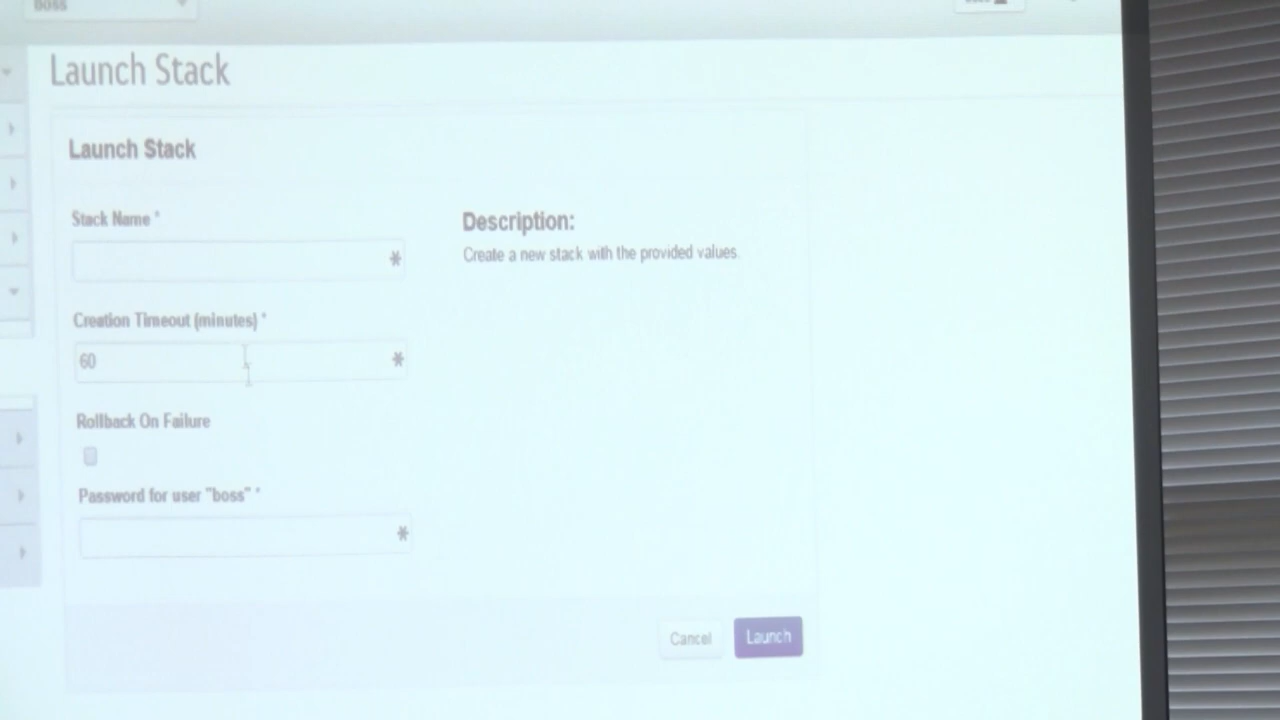 boss
Launch Stack
Launch Stack
Stack Name *
Description:
Create a new stack with the provided values.
*
Creation Timeout (minutes) *
60
*
Rollback On Failure
Password for user "boss" *
*
Cancel
Launch